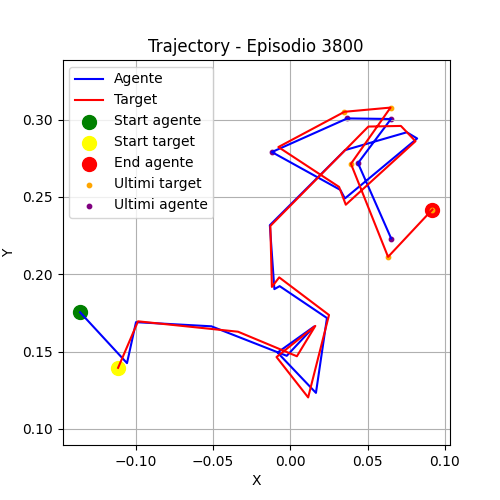 Trajectory - Episodio 3800
Agente
Target
Start agente
Start target
End agente
Ultimi target
Ultimi agente
Y
0.30
0.25
0.20
0.15
0.10
−0.10
−0.05
0.00
0.05
0.10
X